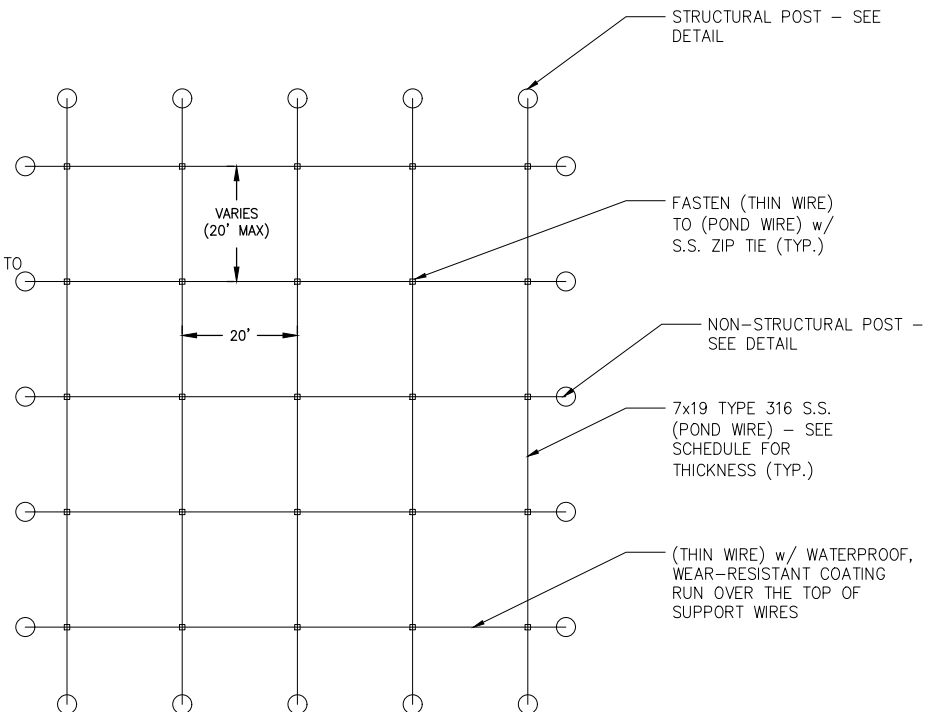 STRUCTURAL POST – SEE
DETAIL
VARIES
(20' MAX)
FASTEN (THIN WIRE)
TO (POND WIRE) w/
S.S. ZIP TIE (TYP.)
TO
20'
NON–STRUCTURAL POST –
SEE DETAIL
7x19 TYPE 316 S.S.
(POND WIRE) – SEE
SCHEDULE FOR
THICKNESS (TYP.)
(THIN WIRE) w/ WATERPROOF,
WEAR–RESISTANT COATING
RUN OVER THE TOP OF
SUPPORT WIRES